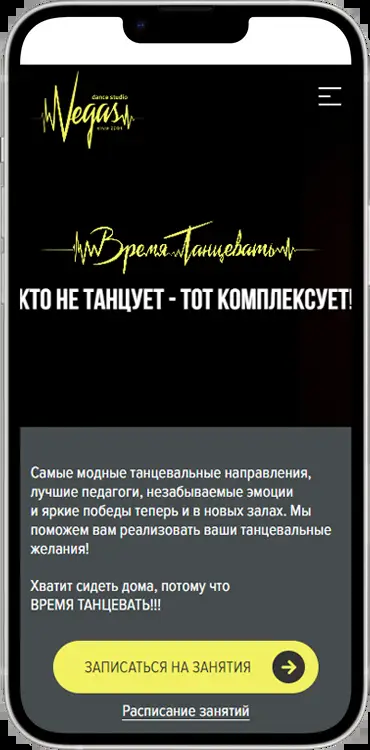 dance studio
Vegas
Время Танцевать
КТО НЕ ТАНЦУЕТ - ТОТ КОМПЛЕКСУЕТ!
Самые модные танцевальные направления,
лучшие педагоги, незабываемые эмоции
и яркие победы теперь и в новых залах. Мы
поможем вам реализовать ваши танцевальные
желания!
Хватит сидеть дома, потому что
ВРЕМЯ ТАНЦЕВАТЬ!!!
ЗАПИСАТЬСЯ НА ЗАНЯТИЯ
Расписание занятий